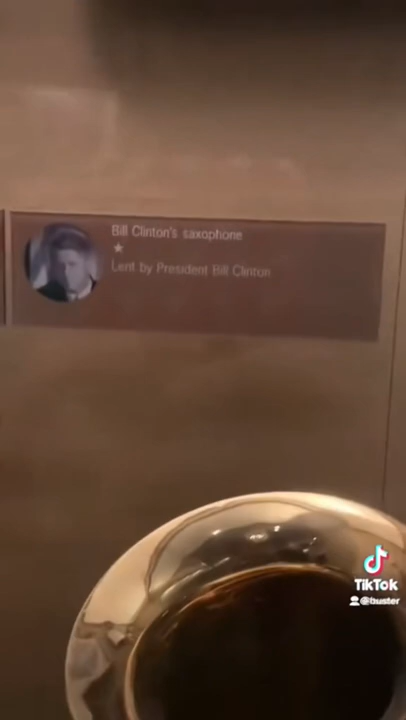 Bill Clinton's saxophone
Lent by President Bill Clinton
TikTok
@buster